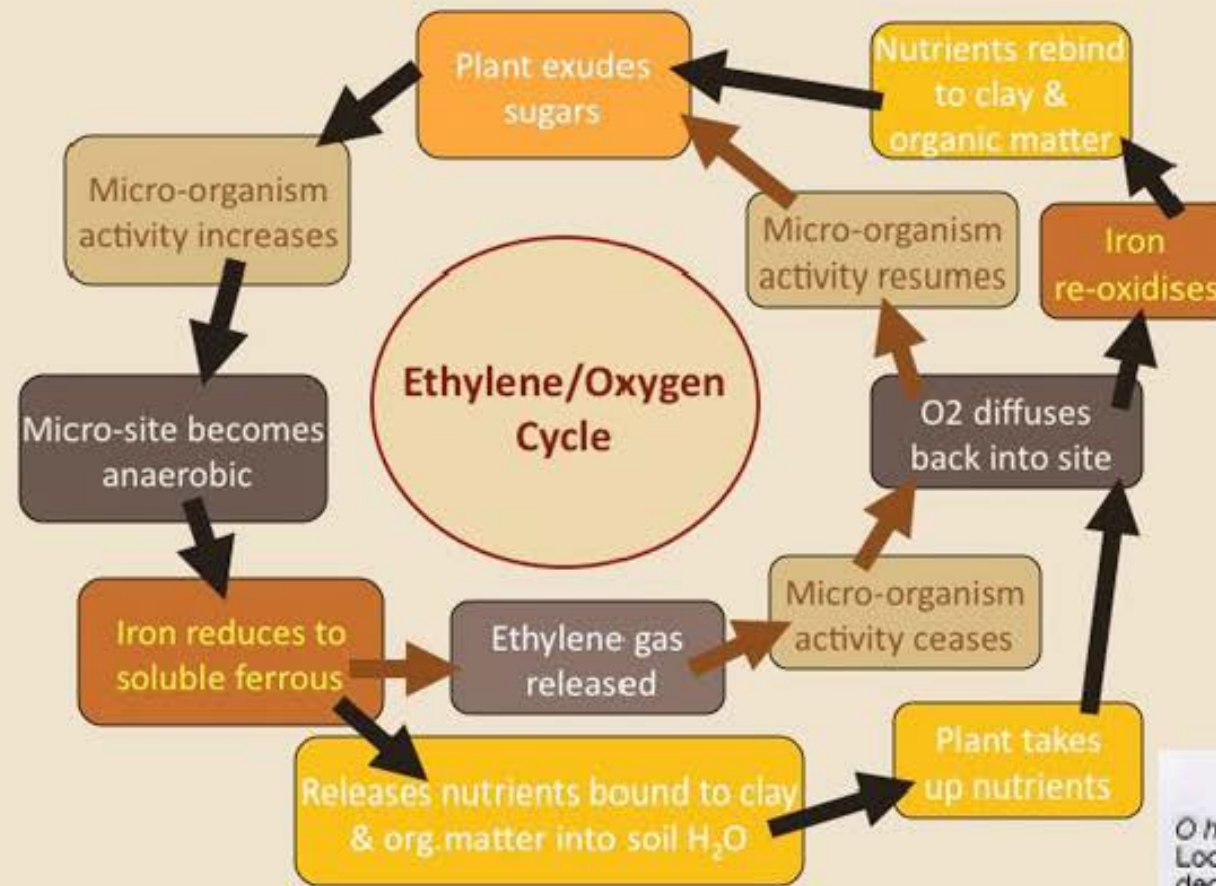 Plant exudes
sugars
Nutrients rebind
to clay &
organic matter
Micro-organism
activity increases
Micro-organism
activity resumes
Iron
re-oxidises
Ethylene/Oxygen
Cycle
Micro-site becomes
anaerobic
O2 diffuses
back into site
Iron reduces to
soluble ferrous
Ethylene gas
released
Micro-organism
activity ceases
Releases nutrients bound to clay
& org.matter into soil H₂O
Plant takes
up nutrients
O